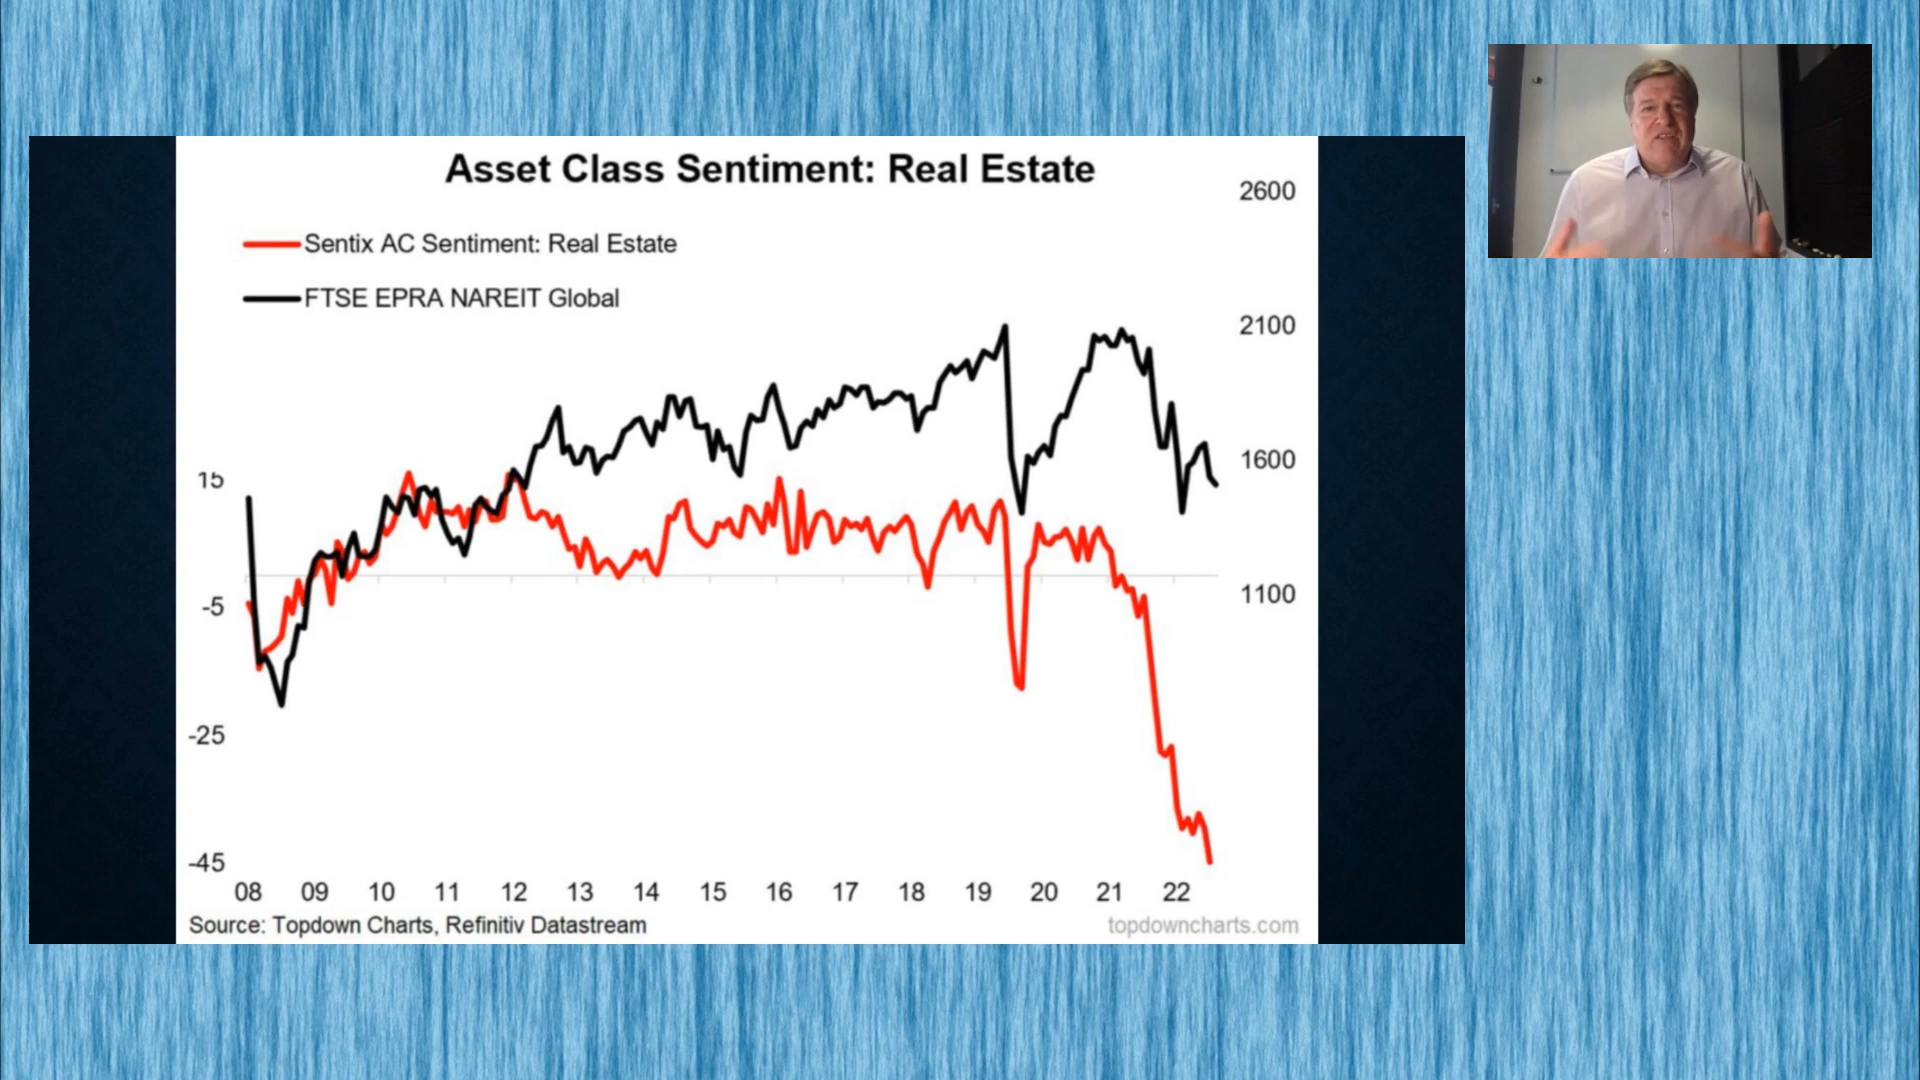 Asset Class Sentiment: Real Estate
2600
Sentix AC Sentiment: Real Estate
FTSE EPRA NAREIT Global
2100
15
1600
-5
1100
-25
-45
08 09 10 11 12 13 14 15 16 17 18 19 20 21 22
Source: Topdown Charts, Refinitiv Datastream
topdowncharts.com